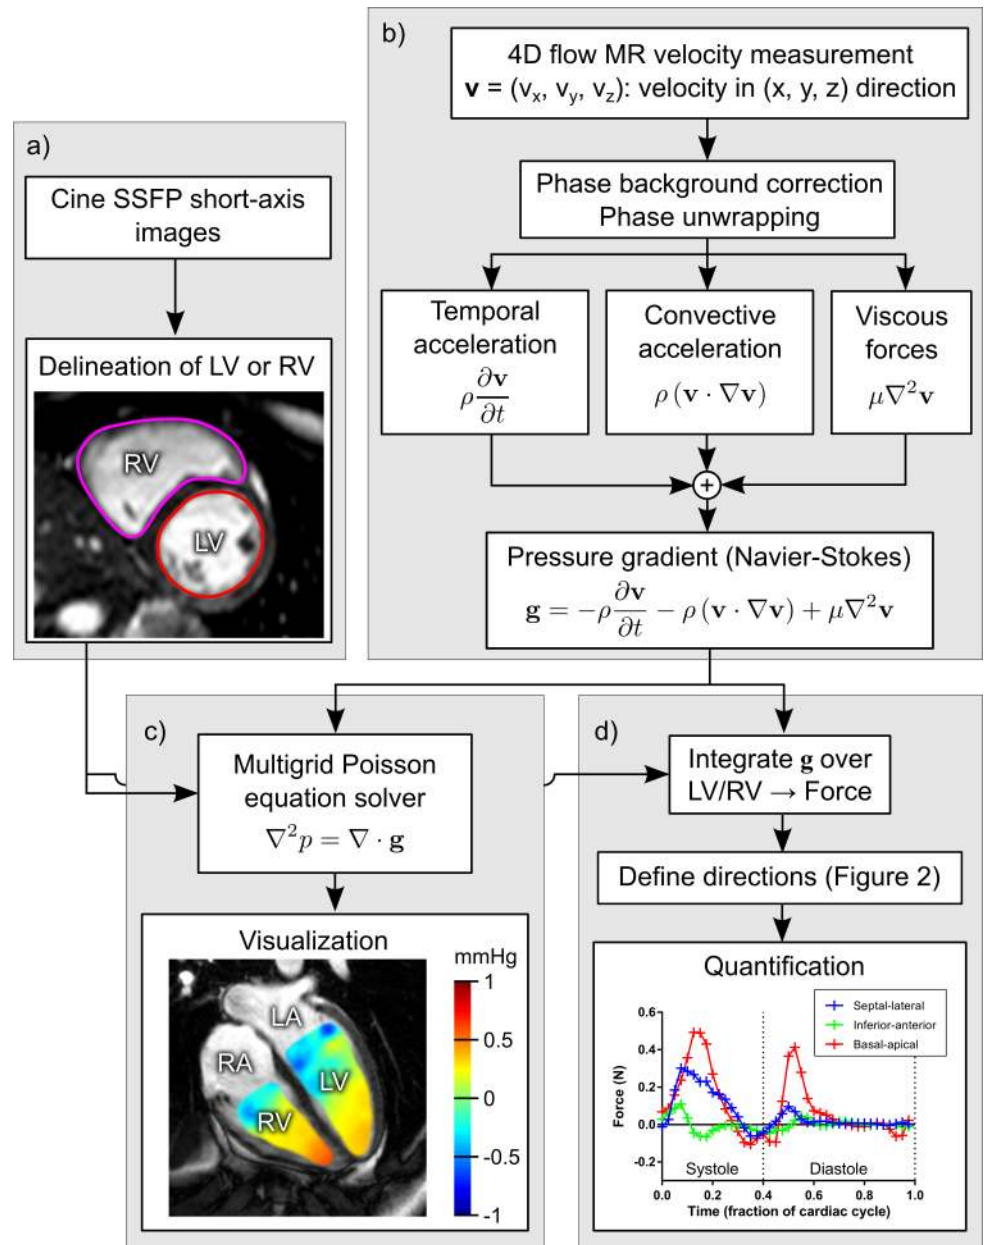 a)
Cine SSFP short-axis
images
Delineation of LV or RV
RV
LV
b)
4D flow MR velocity measurement
v = (vₓ, v_y, v_z): velocity in (x, y, z) direction
Phase background correction
Phase unwrapping
Temporal
acceleration
ρ ∂v/∂t
Convective
acceleration
ρ (v · ∇v)
Viscous
forces
μ∇²v
+
Pressure gradient (Navier-Stokes)
g = −ρ ∂v/∂t − ρ (v · ∇v) + μ∇²v
c)
Multigrid Poisson
equation solver
∇²p = ∇ · g
Visualization
mmHg
1
0.5
0
-0.5
-1
LA
RA
LV
RV
d)
Integrate g over
LV/RV → Force
Define directions (Figure 2)
Quantification
Septal-lateral
Inferior-anterior
Basal-apical
Force (N)
0.6
0.4
0.2
0.0
-0.2
Systole
Diastole
0.0 0.2 0.4 0.6 0.8 1.0
Time (fraction of cardiac cycle)